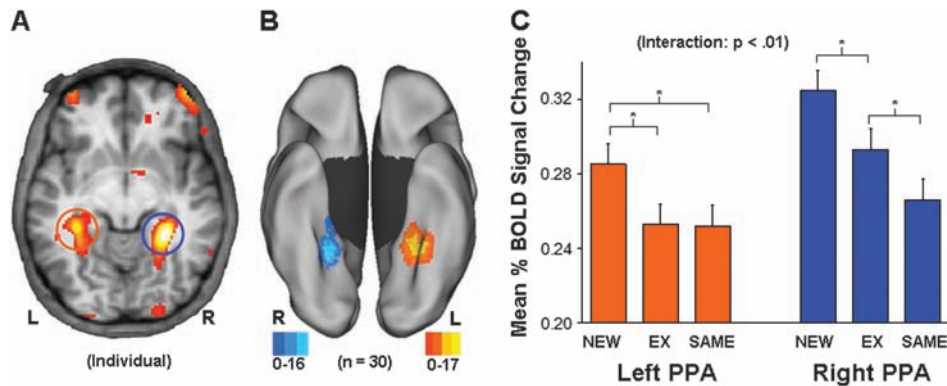 A
L
R
(Individual)
B
R
L
0-16
(n = 30)
0-17
C
Mean % BOLD Signal Change
(Interaction: p < .01)
0.32
0.28
0.24
0.20
*
*
*
*
NEW EX SAME
NEW EX SAME
Left PPA
Right PPA